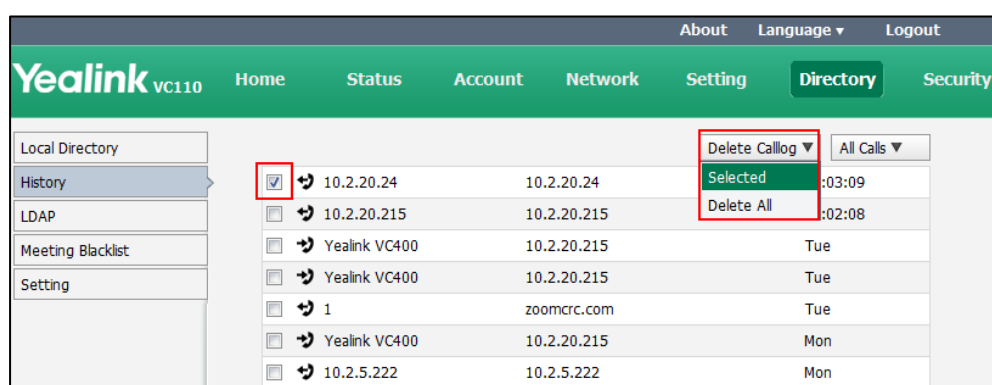 About Language ▾ Logout
Yealink VC110 Home Status Account Network Setting Directory Security
Local Directory
History
LDAP
Meeting Blacklist
Setting
Delete Callog ▼ All Calls ▼
Selected
Delete All
10.2.20.24 10.2.20.24 :03:09
10.2.20.215 10.2.20.215 :02:08
Yealink VC400 10.2.20.215 Tue
Yealink VC400 10.2.20.215 Tue
1 zoomcrc.com Tue
Yealink VC400 10.2.20.215 Mon
10.2.5.222 10.2.5.222 Mon